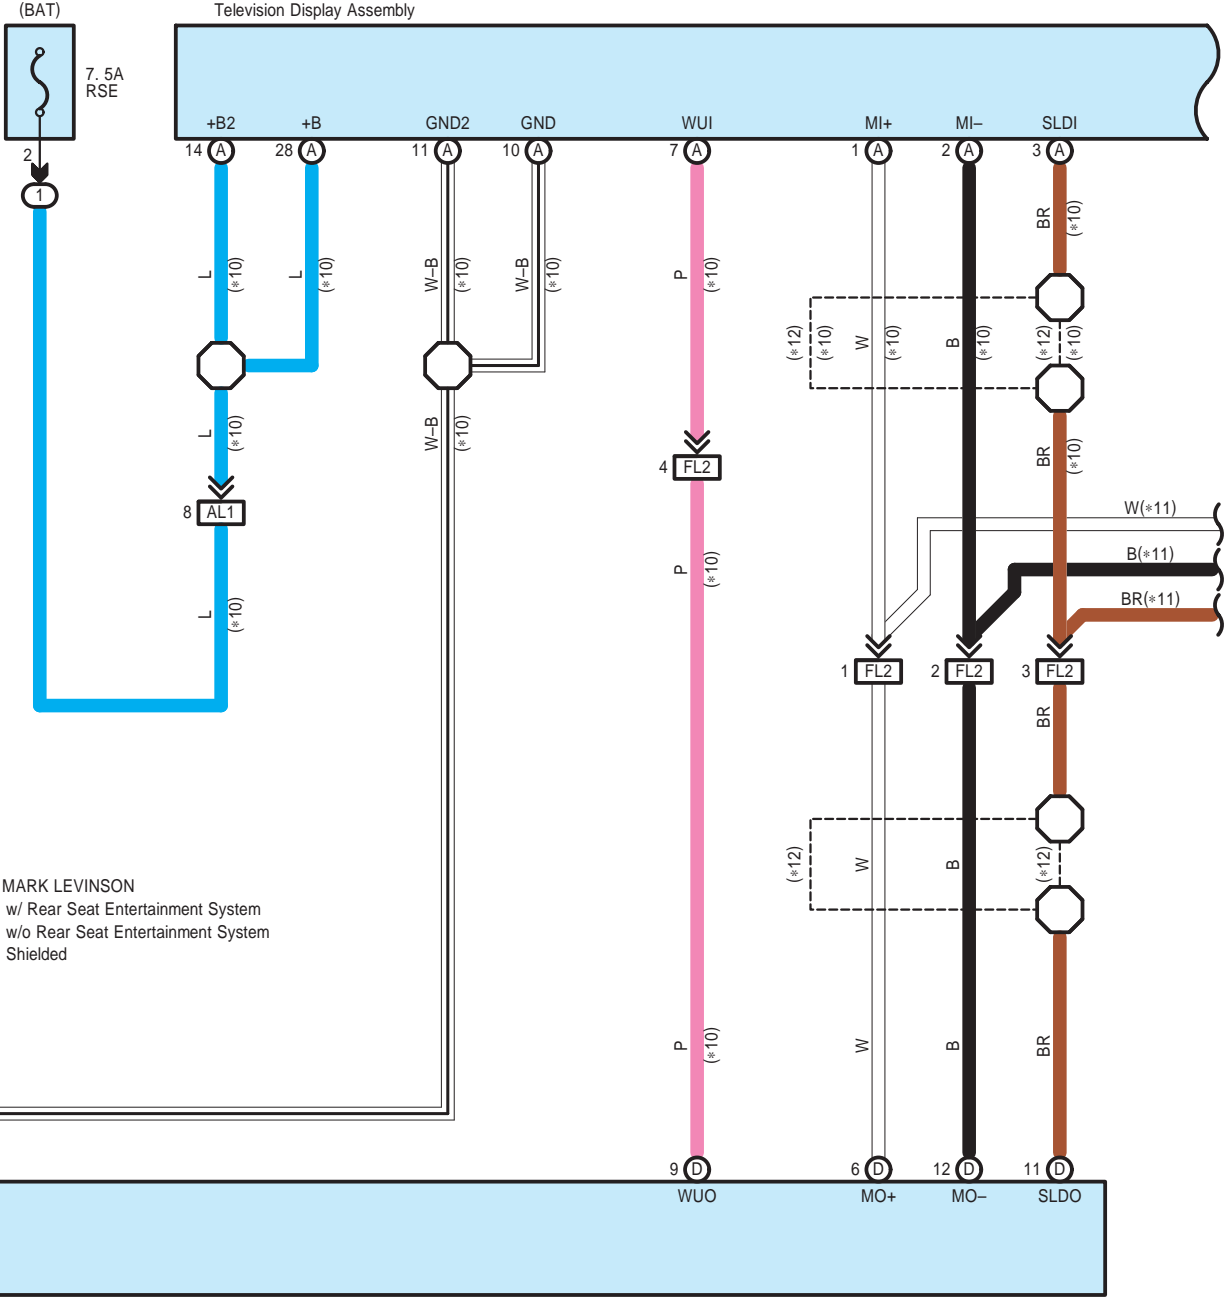 (BAT)
Television Display Assembly
7. 5A
RSE
+B2
+B
GND2
GND
WUI
MI+
MI–
SLDI
14 A
28 A
11 A
10 A
7 A
1 A
2 A
3 A
2
1
BR
(∗10)
L
(∗10)
L
(∗10)
W–B
(∗10)
W–B
(∗10)
P
(∗10)
(∗12)
(∗10)
W
(∗10)
B
(∗10)
(∗12)
(∗10)
L
(∗10)
W–B
(∗10)
BR
(∗10)
4 FL2
8 AL1
W(∗11)
B(∗11)
BR(∗11)
P
(∗10)
L
(∗10)
1 FL2
2 FL2
3 FL2
BR
(∗12)
W
B
(∗12)
MARK LEVINSON
w/ Rear Seat Entertainment System
w/o Rear Seat Entertainment System
Shielded
P
(∗10)
W
B
BR
9 D
6 D
12 D
11 D
WUO
MO+
MO–
SLDO